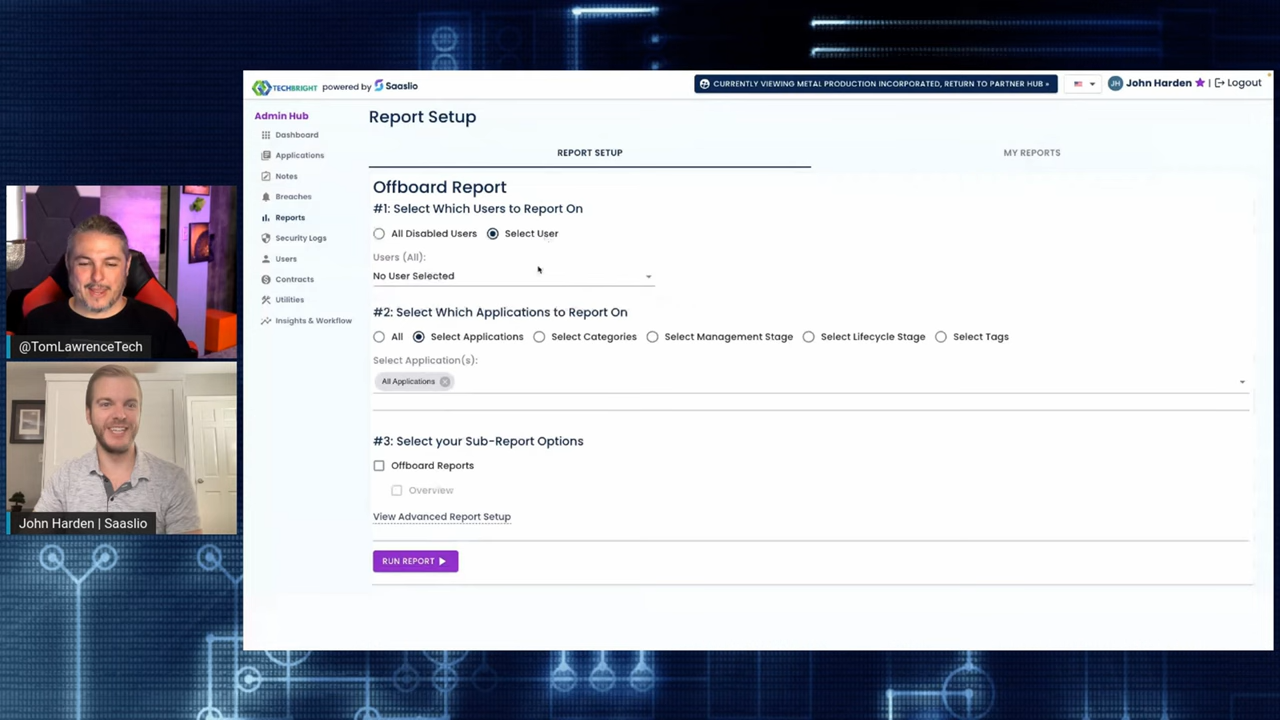 TECHBRIGHT powered by Saaslio
CURRENTLY VIEWING METAL PRODUCTION INCORPORATED, RETURN TO PARTNER HUB »
JH John Harden | Logout
Admin Hub
Dashboard
Applications
Notes
Breaches
Reports
Security Logs
Users
Contracts
Utilities
Insights & Workflow
Report Setup
REPORT SETUP MY REPORTS
Offboard Report
#1: Select Which Users to Report On
All Disabled Users Select User
Users (All):
No User Selected
#2: Select Which Applications to Report On
All Select Applications Select Categories Select Management Stage Select Lifecycle Stage Select Tags
Select Application(s):
All Applications
#3: Select your Sub-Report Options
Offboard Reports
Overview
View Advanced Report Setup
RUN REPORT
@TomLawrenceTech
John Harden | Saaslio